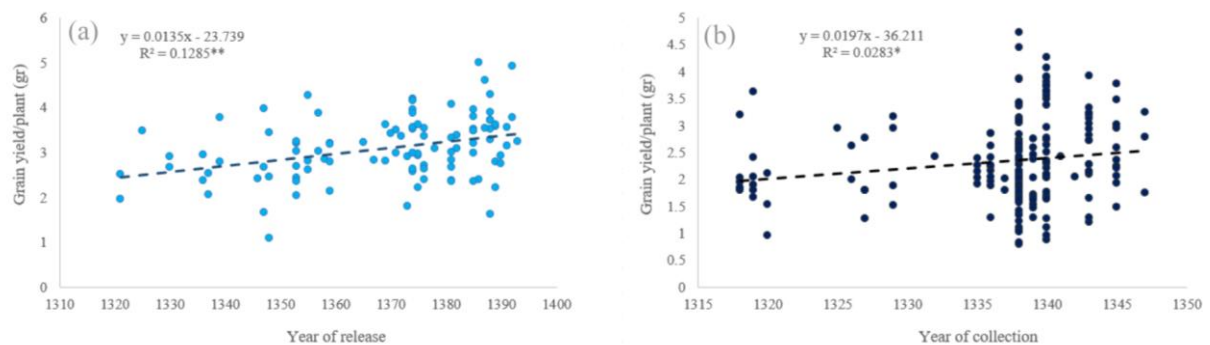 (a)
y = 0.0135x - 23.739
R² = 0.1285**
Grain yield/plant (gr)
6
5
4
3
2
1
0
1310 1320 1330 1340 1350 1360 1370 1380 1390 1400
Year of release
(b)
y = 0.0197x - 36.211
R² = 0.0283*
Grain yield/plant (gr)
5
4.5
4
3.5
3
2.5
2
1.5
1
0.5
0
1315 1320 1325 1330 1335 1340 1345 1350
Year of collection